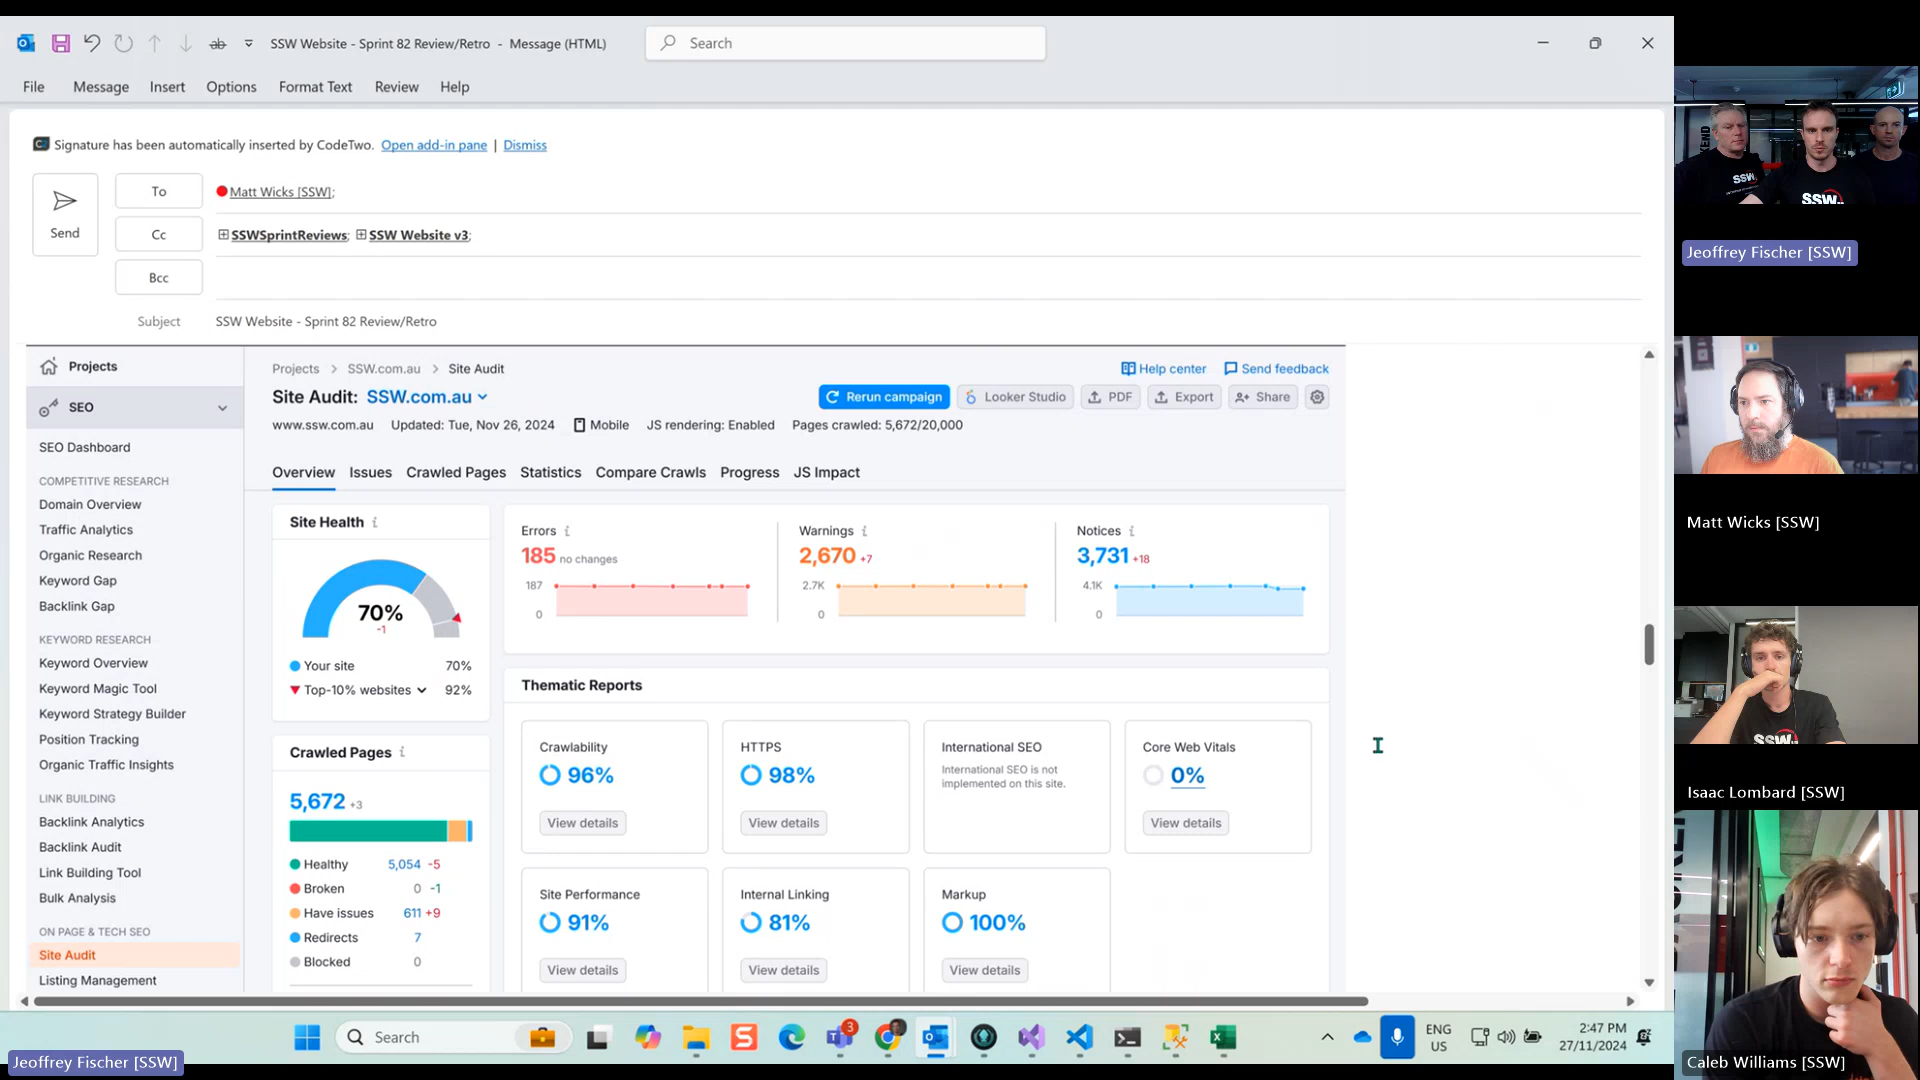 SSW Website - Sprint 82 Review/Retro - Message (HTML)
Search
File Message Insert Options Format Text Review Help
Signature has been automatically inserted by CodeTwo. Open add-in pane | Dismiss
Send
To
Matt Wicks [SSW];
Cc
SSWSprintReviews; SSW Website v3;
Bcc
Subject
SSW Website - Sprint 82 Review/Retro
Projects
SEO
SEO Dashboard
COMPETITIVE RESEARCH
Domain Overview
Traffic Analytics
Organic Research
Keyword Gap
Backlink Gap
KEYWORD RESEARCH
Keyword Overview
Keyword Magic Tool
Keyword Strategy Builder
Position Tracking
Organic Traffic Insights
LINK BUILDING
Backlink Analytics
Backlink Audit
Link Building Tool
Bulk Analysis
ON PAGE & TECH SEO
Site Audit
Listing Management
Projects > SSW.com.au > Site Audit
Help center Send feedback
Site Audit: SSW.com.au
Rerun campaign Looker Studio PDF Export Share
www.ssw.com.au Updated: Tue, Nov 26, 2024 Mobile JS rendering: Enabled Pages crawled: 5,672/20,000
Overview Issues Crawled Pages Statistics Compare Crawls Progress JS Impact
Site Health i
70%
-1
Your site 70%
Top-10% websites 92%
Errors i
185 no changes
187
0
Warnings i
2,670 +7
2.7K
0
Notices i
3,731 +18
4.1K
0
Crawled Pages i
5,672 +3
Healthy 5,054 -5
Broken 0 -1
Have issues 611 +9
Redirects 7
Blocked 0
Thematic Reports
Crawlability
96%
View details
HTTPS
98%
View details
International SEO
International SEO is not
implemented on this site.
Core Web Vitals
0%
View details
Site Performance
91%
View details
Internal Linking
81%
View details
Markup
100%
View details
Search
3
ENG
US
2:47 PM
27/11/2024
Jeoffrey Fischer [SSW]
SSW
SSW
Jeoffrey Fischer [SSW]
Matt Wicks [SSW]
SSW
Isaac Lombard [SSW]
Caleb Williams [SSW]